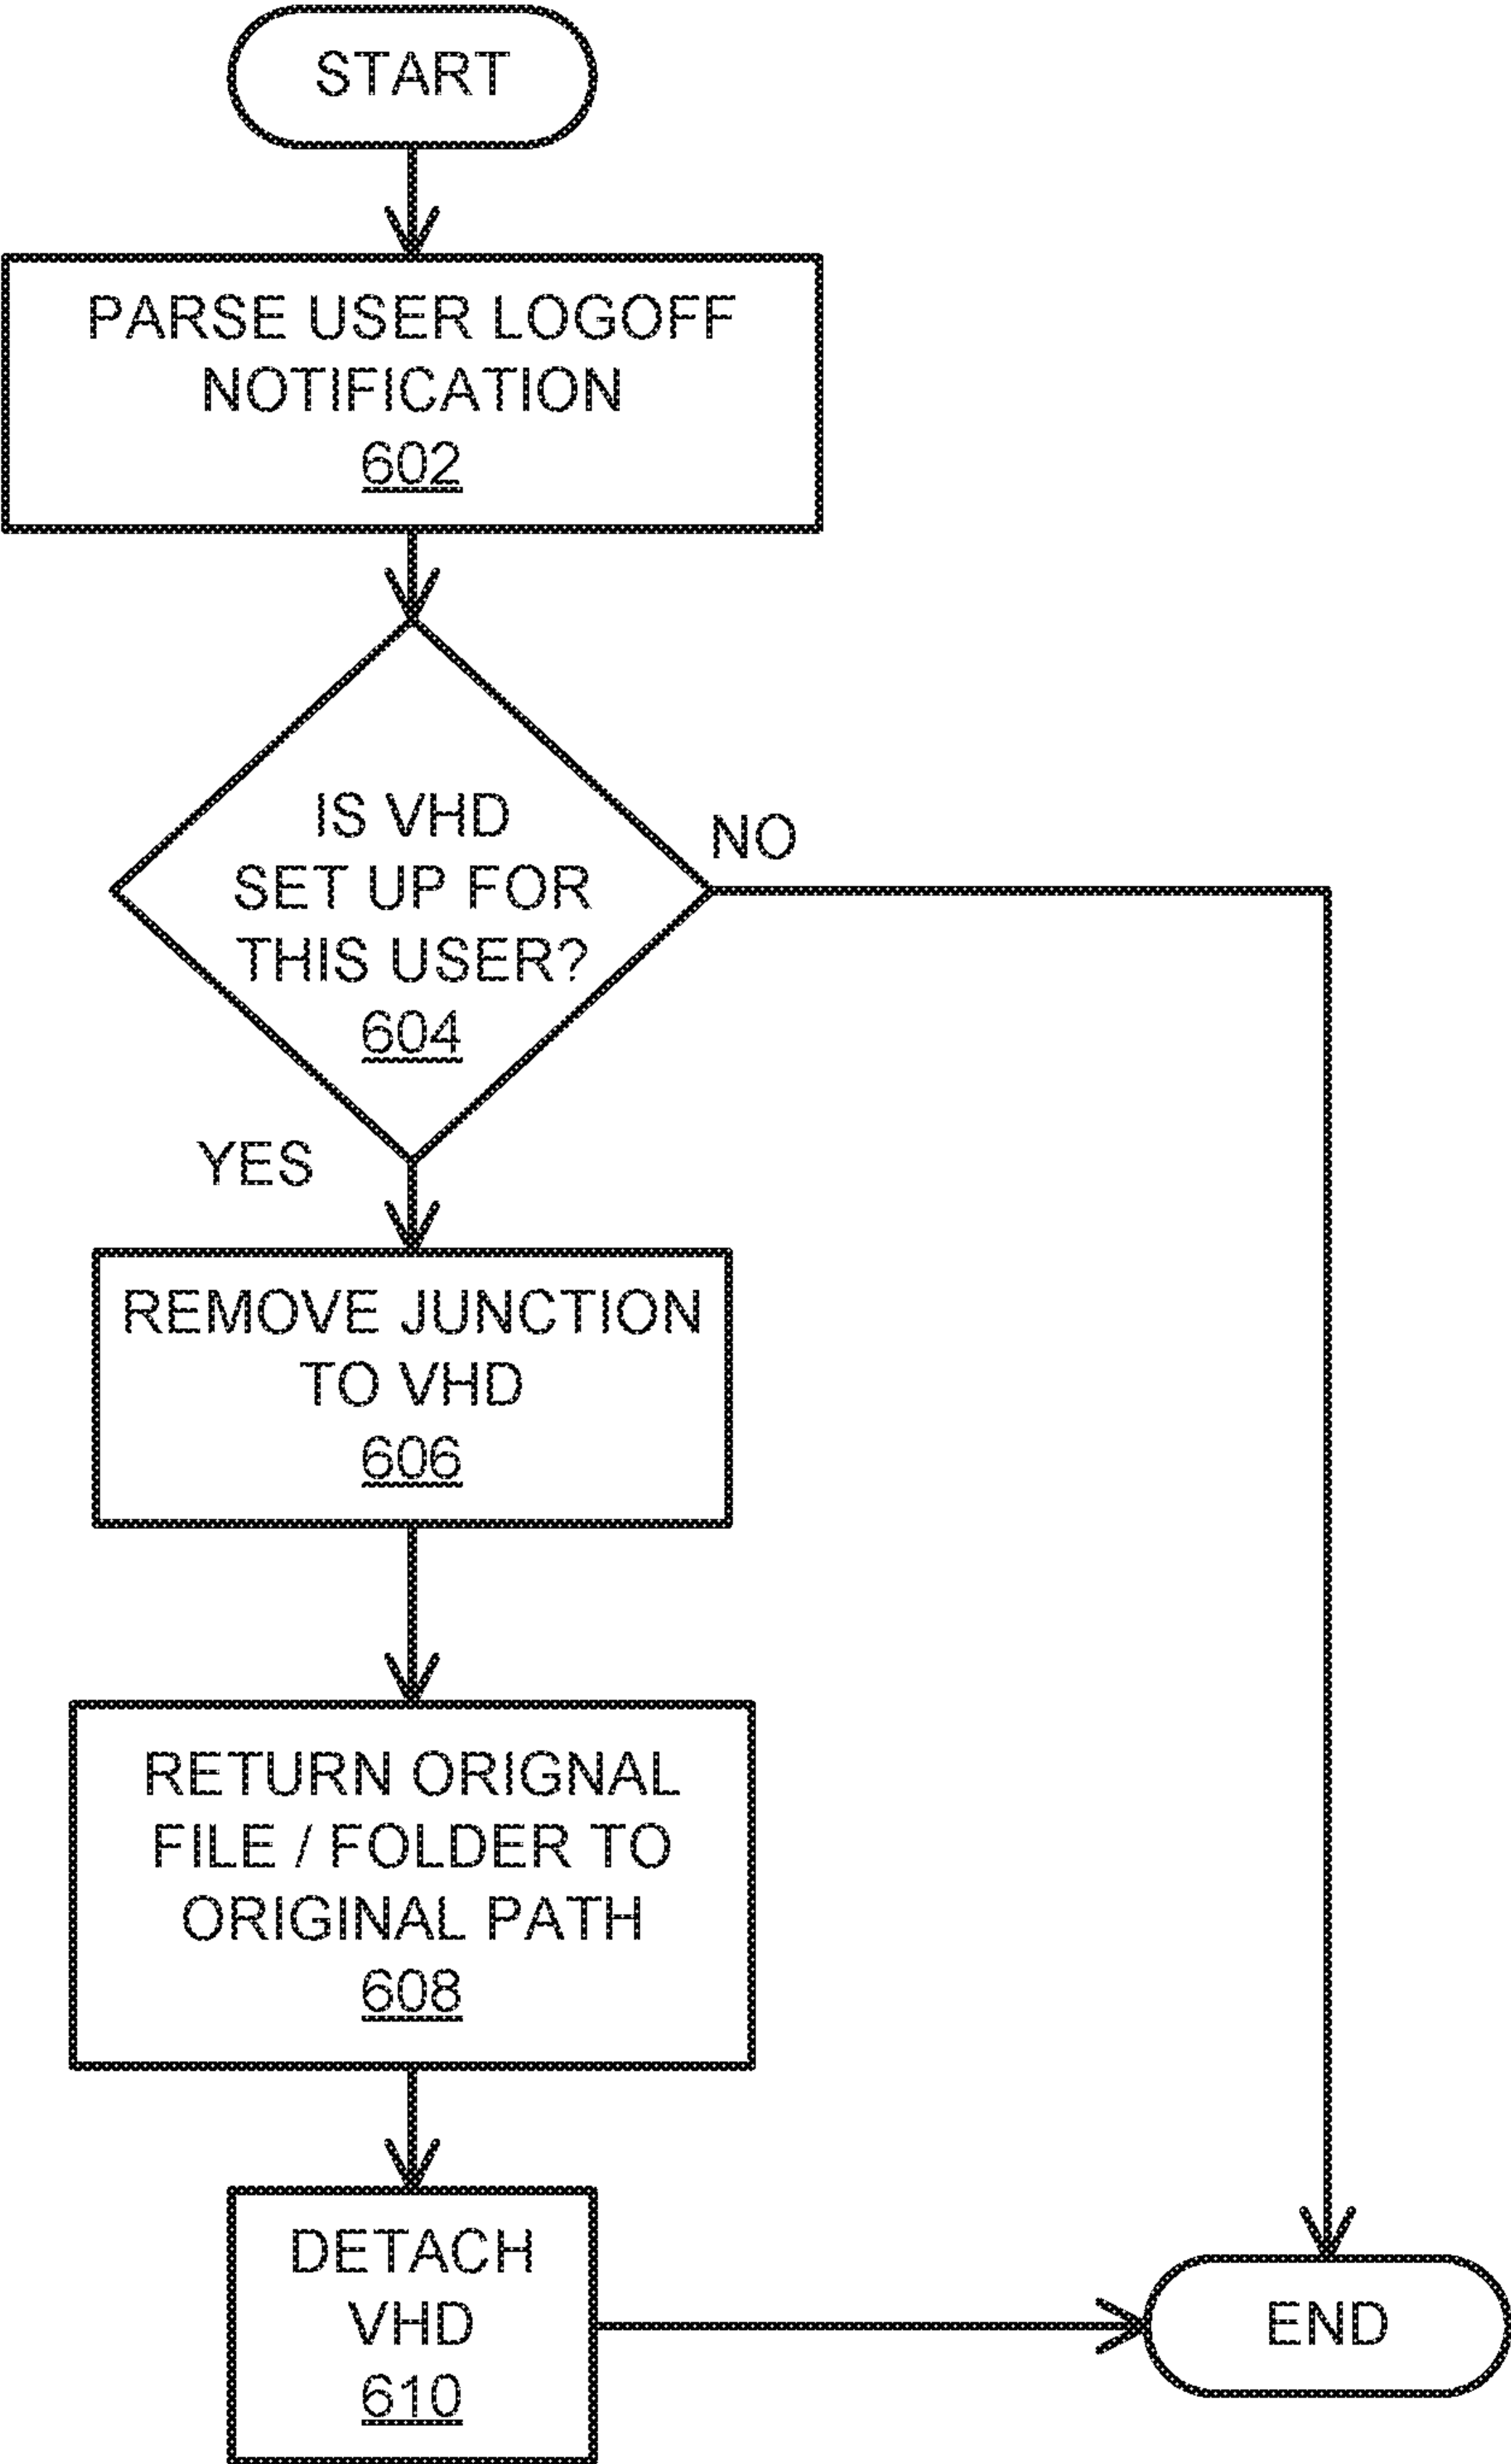 START
PARSE USER LOGOFF
NOTIFICATION
602
IS VHD
SET UP FOR
THIS USER?
604
NO
YES
REMOVE JUNCTION
TO VHD
606
RETURN ORIGNAL
FILE / FOLDER TO
ORIGINAL PATH
608
DETACH
VHD
610
END